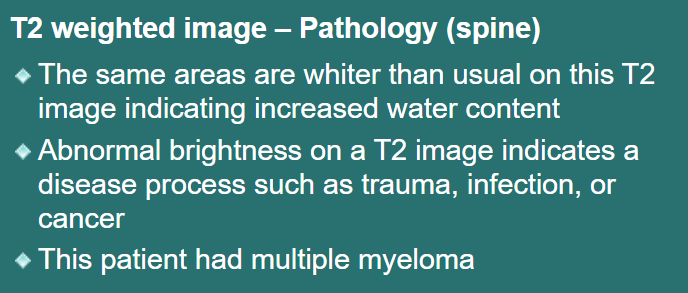 T2 weighted image – Pathology (spine)
The same areas are whiter than usual on this T2
image indicating increased water content
Abnormal brightness on a T2 image indicates a
disease process such as trauma, infection, or
cancer
This patient had multiple myeloma